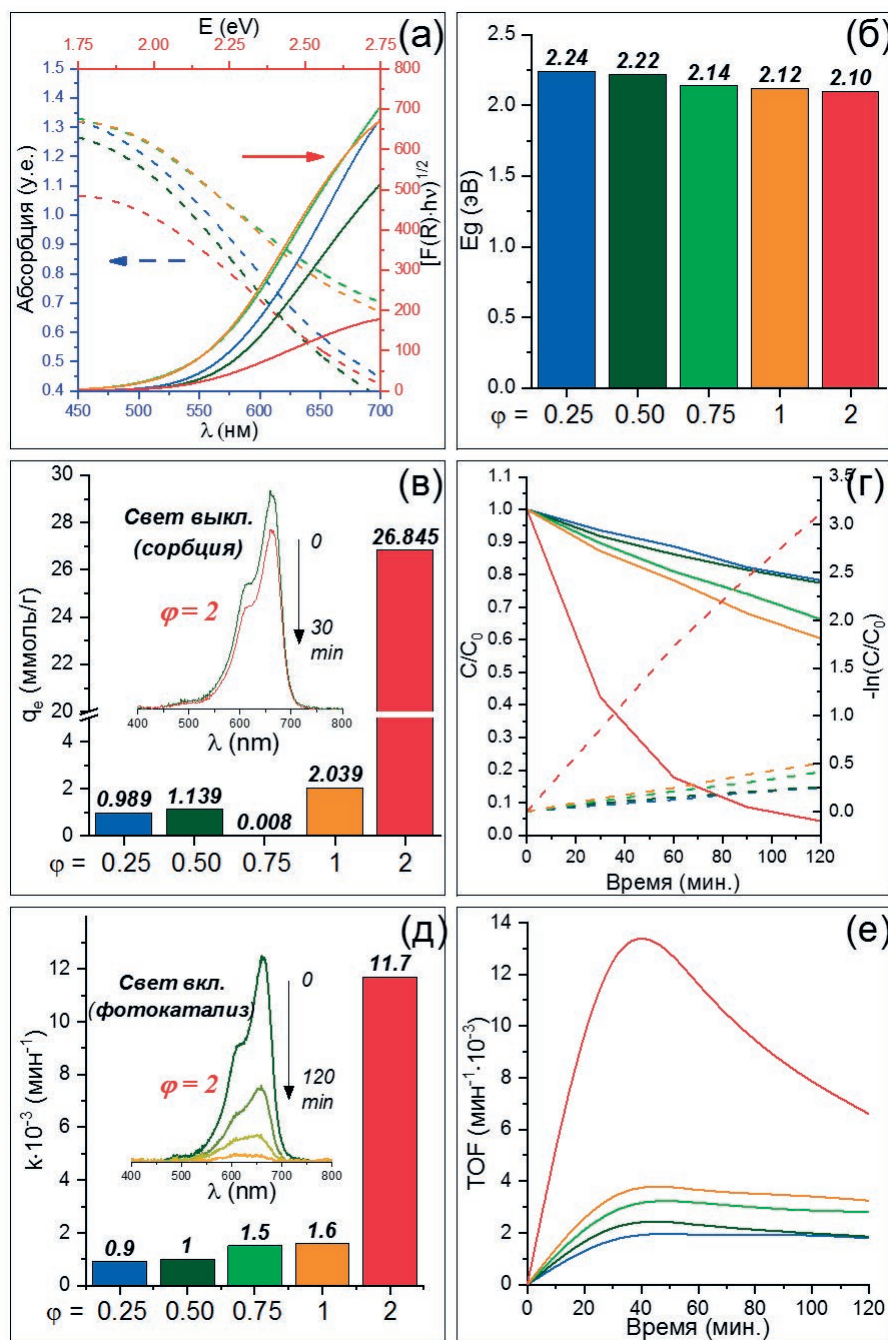 E (eV)
1.75 2.00 2.25 2.50 2.75
(а)
1.5
1.4
1.3
1.2
1.1
1.0
0.9
0.8
0.7
0.6
0.5
0.4
Абсорбция (у.е.)
800
700
600
500
400
300
200
100
0
[F(R)·hν]^1/2
450 500 550 600 650 700
λ (нм)
(б)
3.0
2.5
2.0
1.5
1.0
0.5
0.0
Eg (эВ)
2.24 2.22 2.14 2.12 2.10
φ = 0.25 0.50 0.75 1 2
(в)
30
28
26
24
22
20
4
2
0
qe (ммоль/г)
Свет выкл.
(сорбция)
φ = 2
0
30
min
400 500 600 700 800
λ (nm)
0.989 1.139 0.008 2.039 26.845
φ = 0.25 0.50 0.75 1 2
(г)
1.1
1.0
0.9
0.8
0.7
0.6
0.5
0.4
0.3
0.2
0.1
0.0
C/C0
3.5
3.0
2.5
2.0
1.5
1.0
0.5
0.0
-ln(C/C0)
0 20 40 60 80 100 120
Время (мин.)
(д)
12
10
8
6
4
2
0
k·10-3 (мин-1)
Свет вкл.
(фотокатализ)
φ = 2
0
120
min
400 500 600 700 800
λ (nm)
0.9 1 1.5 1.6 11.7
φ = 0.25 0.50 0.75 1 2
(е)
14
12
10
8
6
4
2
0
TOF (мин-1·10-3)
0 20 40 60 80 100 120
Время (мин.)